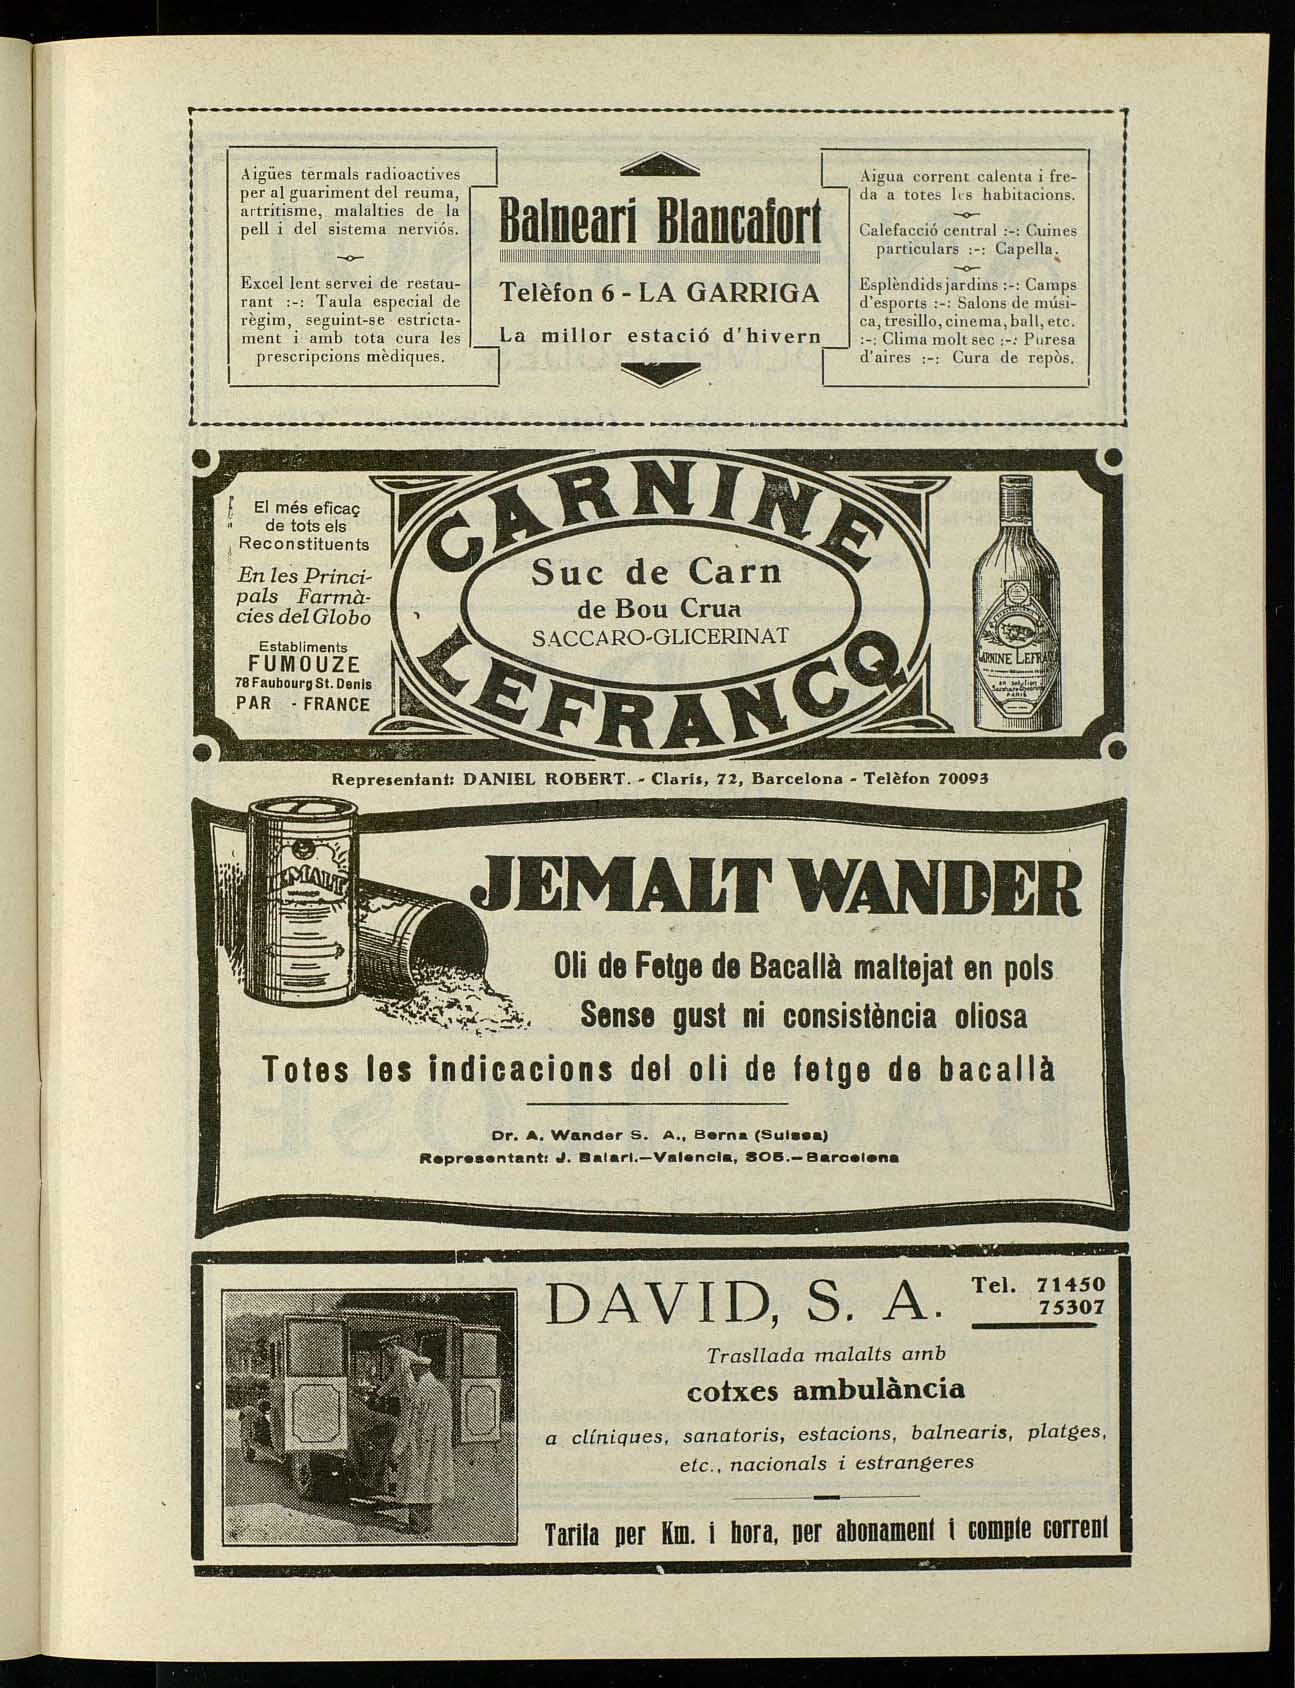 Aigües termals radioactives
per al guariment del reuma,
artritisme, malalties de la
pell i del sistema nerviós.
Excel lent servei de restau-
rant :-: Taula especial de
règim, seguint-se estricta-
ment i amb tota cura les
prescripcions mèdiques.
Balneari Blancafort
Telèfon 6 - LA GARRIGA
La millor estació d'hivern
Aigua corrent calenta i fre-
da a totes les habitacions.
Calefacció central :-: Cuines
particulars :-: Capella.
Esplèndids jardins :-: Camps
d'esports :-: Salons de músi-
ca, tresillo, cinema, ball, etc.
:-: Clima molt sec :-: Puresa
d'aires :-: Cura de repòs.
El més eficaç
de tots els
Reconstituents
En les Princi-
pals Farmà-
cies del Globo
Establiments
FUMOUZE
78 Faubourg St. Denis
PAR - FRANCE
CARNINE
Suc de Carn
de Bou Crua
SACCARO-GLICERINAT
LEFRANCQ
CARNINE LEFRAN
PARIS
Representant: DANIEL ROBERT. - Claris, 72, Barcelona - Telèfon 70093
JEMALT
JEMALT WANDER
Oli de Fetge de Bacallà maltejat en pols
Sense gust ni consistència oliosa
Totes les indicacions del oli de fetge de bacallà
Dr. A. Wander S. A., Berna (Suissa)
Representant: J. Balari.—Valencia, 305.—Barcelona
DAVID, S. A.
Tel. 71450
75307
Trasllada malalts amb
cotxes ambulància
a clíniques, sanatoris, estacions, balnearis, platges,
etc., nacionals i estrangeres
Tarifa per Km. i hora, per abonament i compte corrent